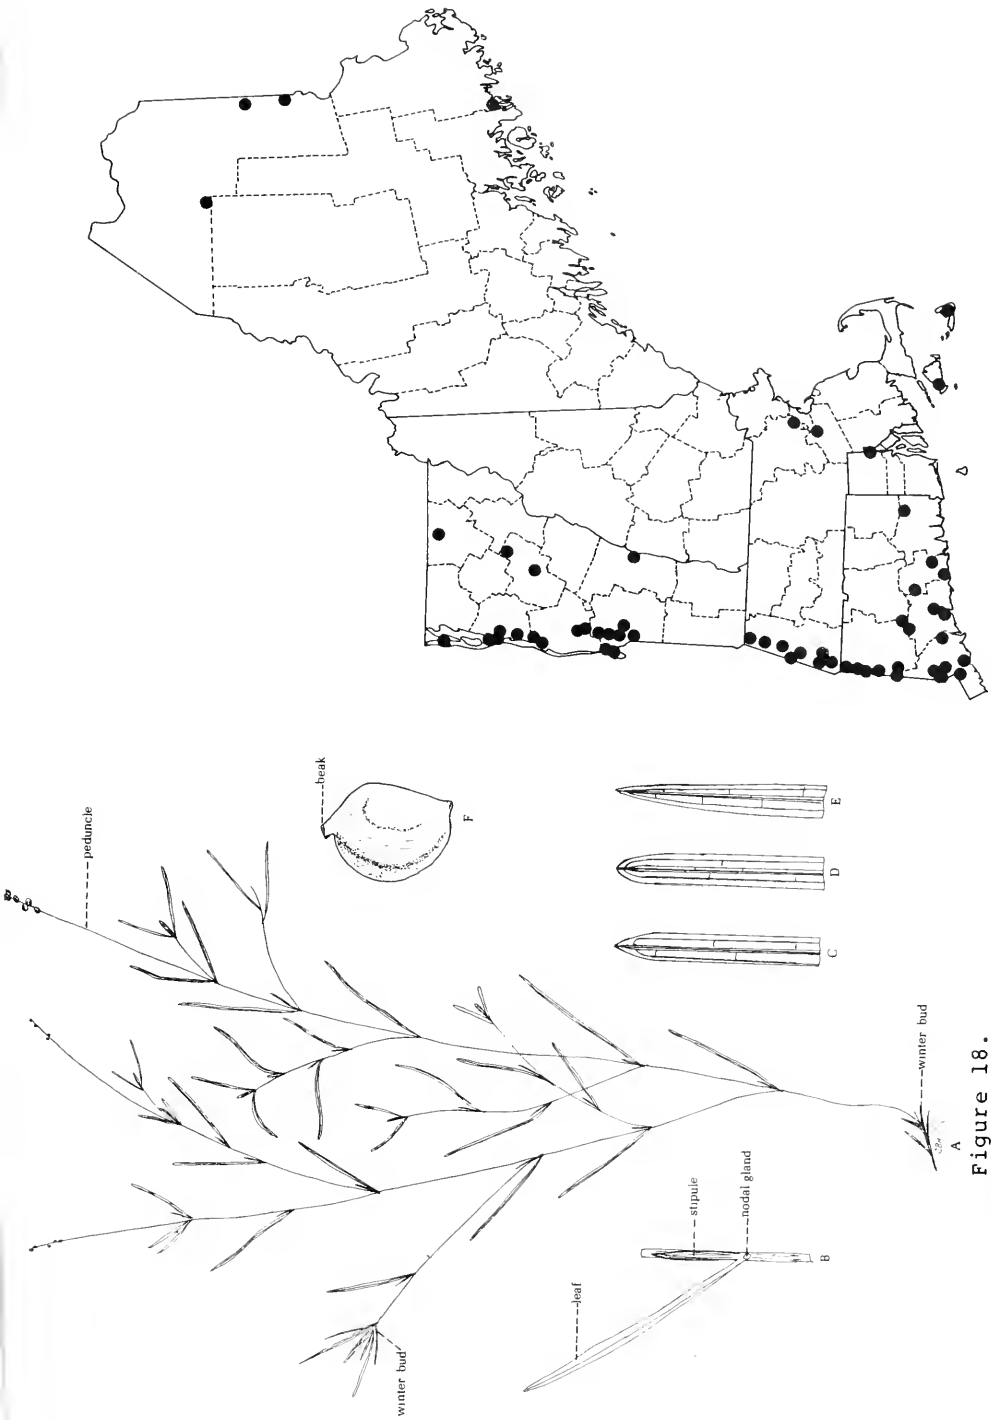 peduncle
beak
F
C
D
E
winter bud
winter bud
leaf
stipule
nodal gland
B
A
Figure 18.